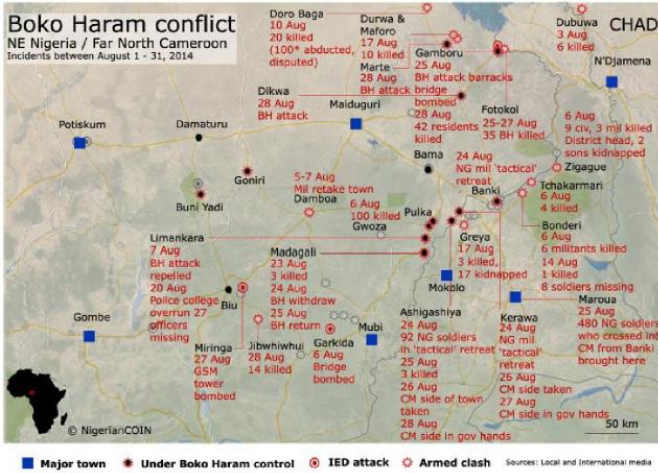 Boko Haram conflict
NE Nigeria / Far North Cameroon
Incidents between August 1 - 31, 2014
Doro Baga
10 Aug
20 killed
(100* abducted,
disputed)
Durwa &
Maforo
17 Aug
10 killed
Marte
28 Aug
BH attack
Gamboru
25 Aug
BH attack barracks
bridge
bombed
28 Aug
42 residents
killed
Dubuwa
3 Aug
6 killed
CHAD
N'Djamena
Dikwa
28 Aug
BH attack
Maiduguri
Fotokol
25-27 Aug
35 BH killed
Potiskum
Damaturu
6 Aug
9 civ, 3 mil killed
District head, 2
sons kidnapped
Zigague
Bama
24 Aug
NG mil 'tactical'
retreat
Banki
Tchakarmari
6 Aug
4 killed
Goniri
Buni Yadi
5-7 Aug
Mil retake town
Damboa
6 Aug
100 killed
Gwoza
Pulka
Bonderi
6 Aug
6 militants killed
14 Aug
1 killed
8 soldiers missing
Limankara
7 Aug
BH attack
repelled
20 Aug
Police college
overrun 27
officers
missing
Madagali
23 Aug
3 killed
24 Aug
BH withdraw
25 Aug
BH return
Greya
17 Aug
3 killed,
17 kidnapped
Mokolo
Biu
Gombe
Miringa
27 Aug
GSM
tower
bombed
Jibwhiwhui
28 Aug
14 killed
Garkida
6 Aug
Bridge
bombed
Mubi
Ashigashiya
24 Aug
92 NG soldiers
in 'tactical' retreat
25 Aug
3 killed
26 Aug
CM side of town
taken
28 Aug
CM side in gov hands
Kerawa
24 Aug
NG mil
'tactical'
retreat
26 Aug
CM side taken
27 Aug
CM side in gov hands
Maroua
25 Aug
480 NG soldiers
who crossed int
CM from Banki
brought here
50 km
© NigerianCOIN
Major town
Under Boko Haram control
IED attack
Armed clash
Sources: Local and International media